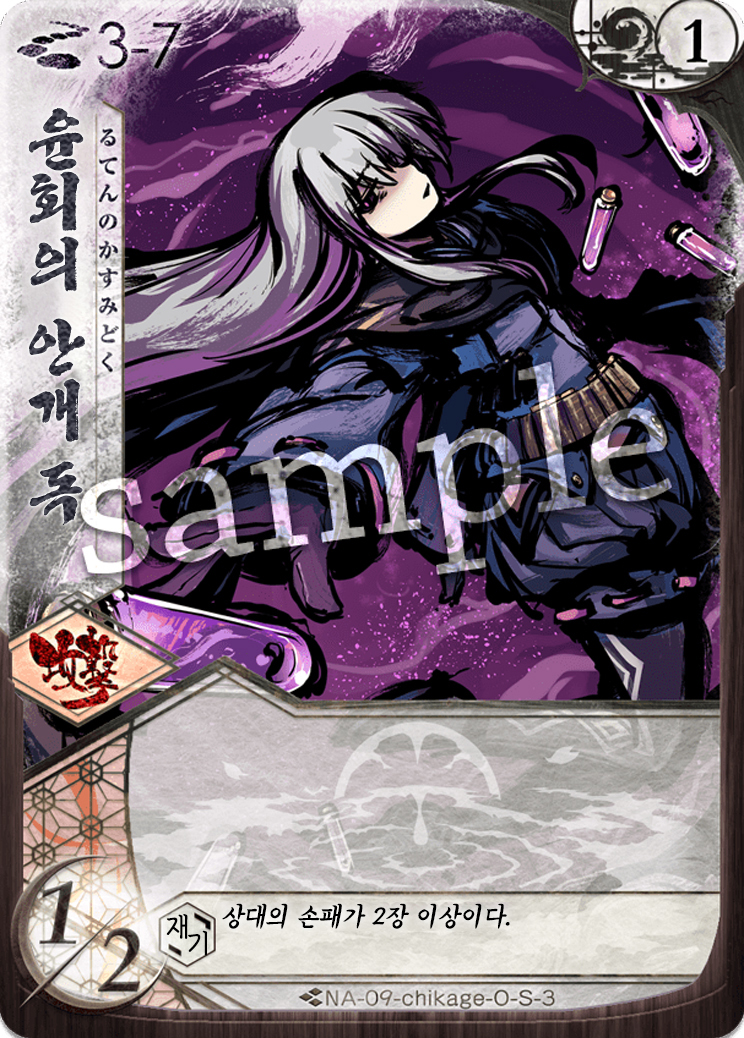 3-7
1
윤회의 안개 독
るてんのかすみどく
sample
攻撃
1/2
재기
상대의 손패가 2장 이상이다.
NA-09-chikage-O-S-3